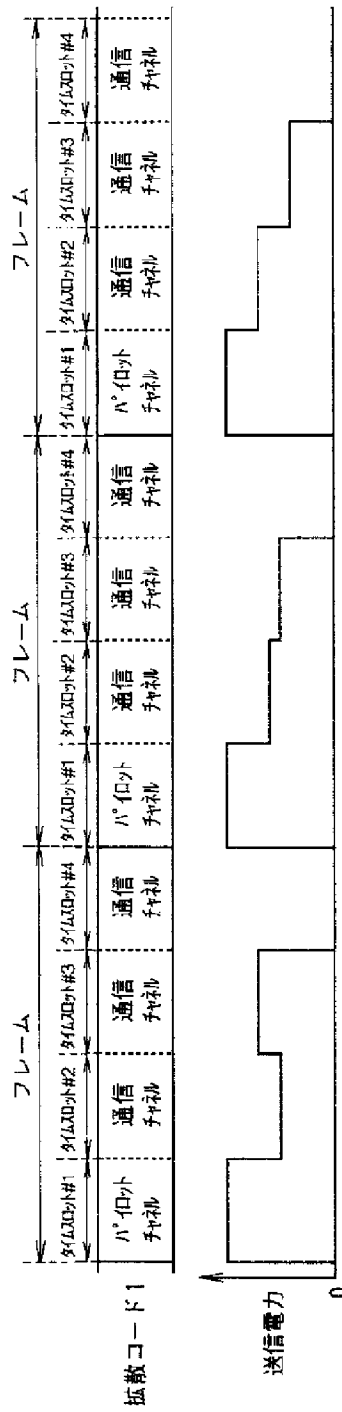 フレーム フレーム フレーム
タイムスロット#1 タイムスロット#2 タイムスロット#3 タイムスロット#4 タイムスロット#1 タイムスロット#2 タイムスロット#3 タイムスロット#4 タイムスロット#1 タイムスロット#2 タイムスロット#3 タイムスロット#4
拡散コード1
パイロット 通信 通信 通信 パイロット 通信 通信 通信 パイロット 通信 通信 通信
チャネル チャネル チャネル チャネル チャネル チャネル チャネル チャネル チャネル チャネル チャネル チャネル
送信電力
0